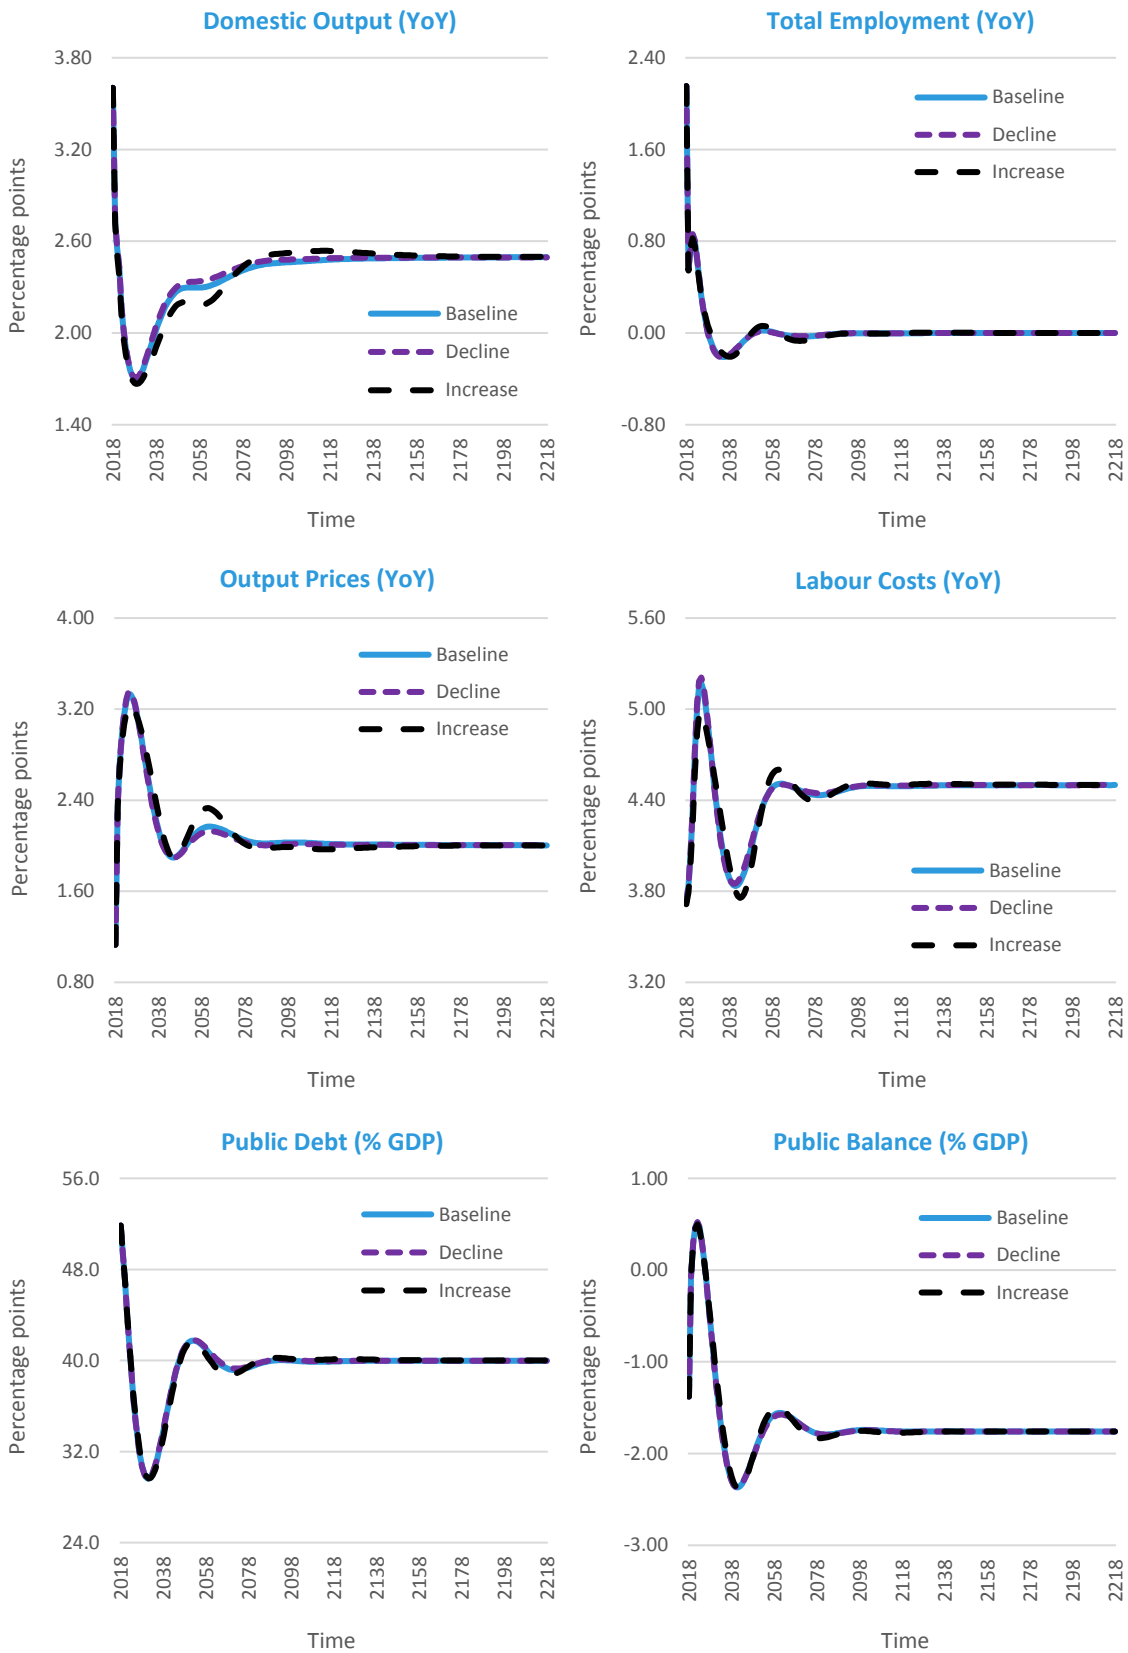 Domestic Output (YoY)
3.80
3.20
2.60
2.00
1.40
Percentage points
Baseline
Decline
Increase
2018 2038 2058 2078 2098 2118 2138 2158 2178 2198 2218
Time
Total Employment (YoY)
2.40
1.60
0.80
0.00
-0.80
Percentage points
Baseline
Decline
Increase
2018 2038 2058 2078 2098 2118 2138 2158 2178 2198 2218
Time
Output Prices (YoY)
4.00
3.20
2.40
1.60
0.80
Percentage points
Baseline
Decline
Increase
2018 2038 2058 2078 2098 2118 2138 2158 2178 2198 2218
Time
Labour Costs (YoY)
5.60
5.00
4.40
3.80
3.20
Percentage points
Baseline
Decline
Increase
2018 2038 2058 2078 2098 2118 2138 2158 2178 2198 2218
Time
Public Debt (% GDP)
56.0
48.0
40.0
32.0
24.0
Percentage points
Baseline
Decline
Increase
2018 2038 2058 2078 2098 2118 2138 2158 2178 2198 2218
Time
Public Balance (% GDP)
1.00
0.00
-1.00
-2.00
-3.00
Percentage points
Baseline
Decline
Increase
2018 2038 2058 2078 2098 2118 2138 2158 2178 2198 2218
Time